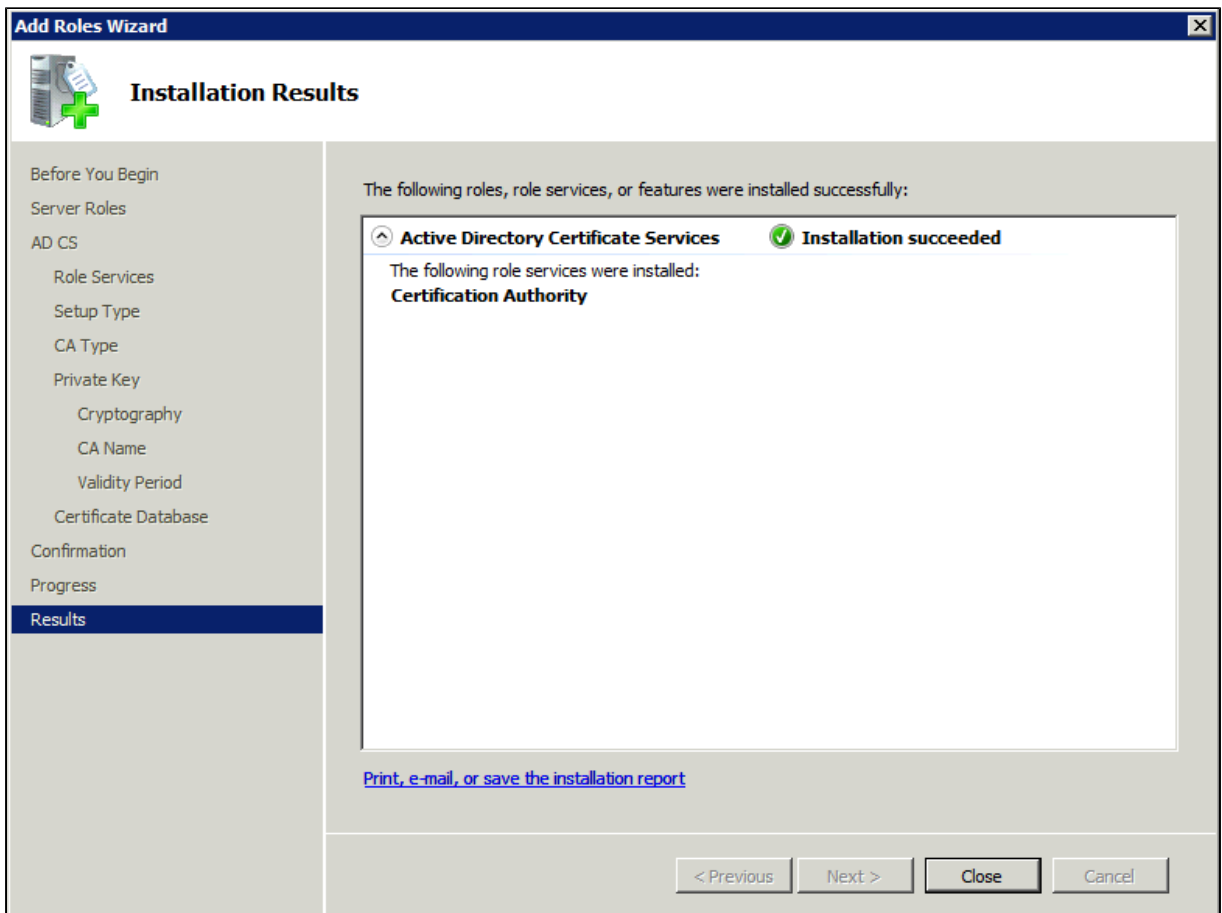 Add Roles Wizard
Installation Results
Before You Begin
Server Roles
AD CS
Role Services
Setup Type
CA Type
Private Key
Cryptography
CA Name
Validity Period
Certificate Database
Confirmation
Progress
Results
The following roles, role services, or features were installed successfully:
Active Directory Certificate Services Installation succeeded
The following role services were installed:
Certification Authority
Print, e-mail, or save the installation report
< Previous Next > Close Cancel